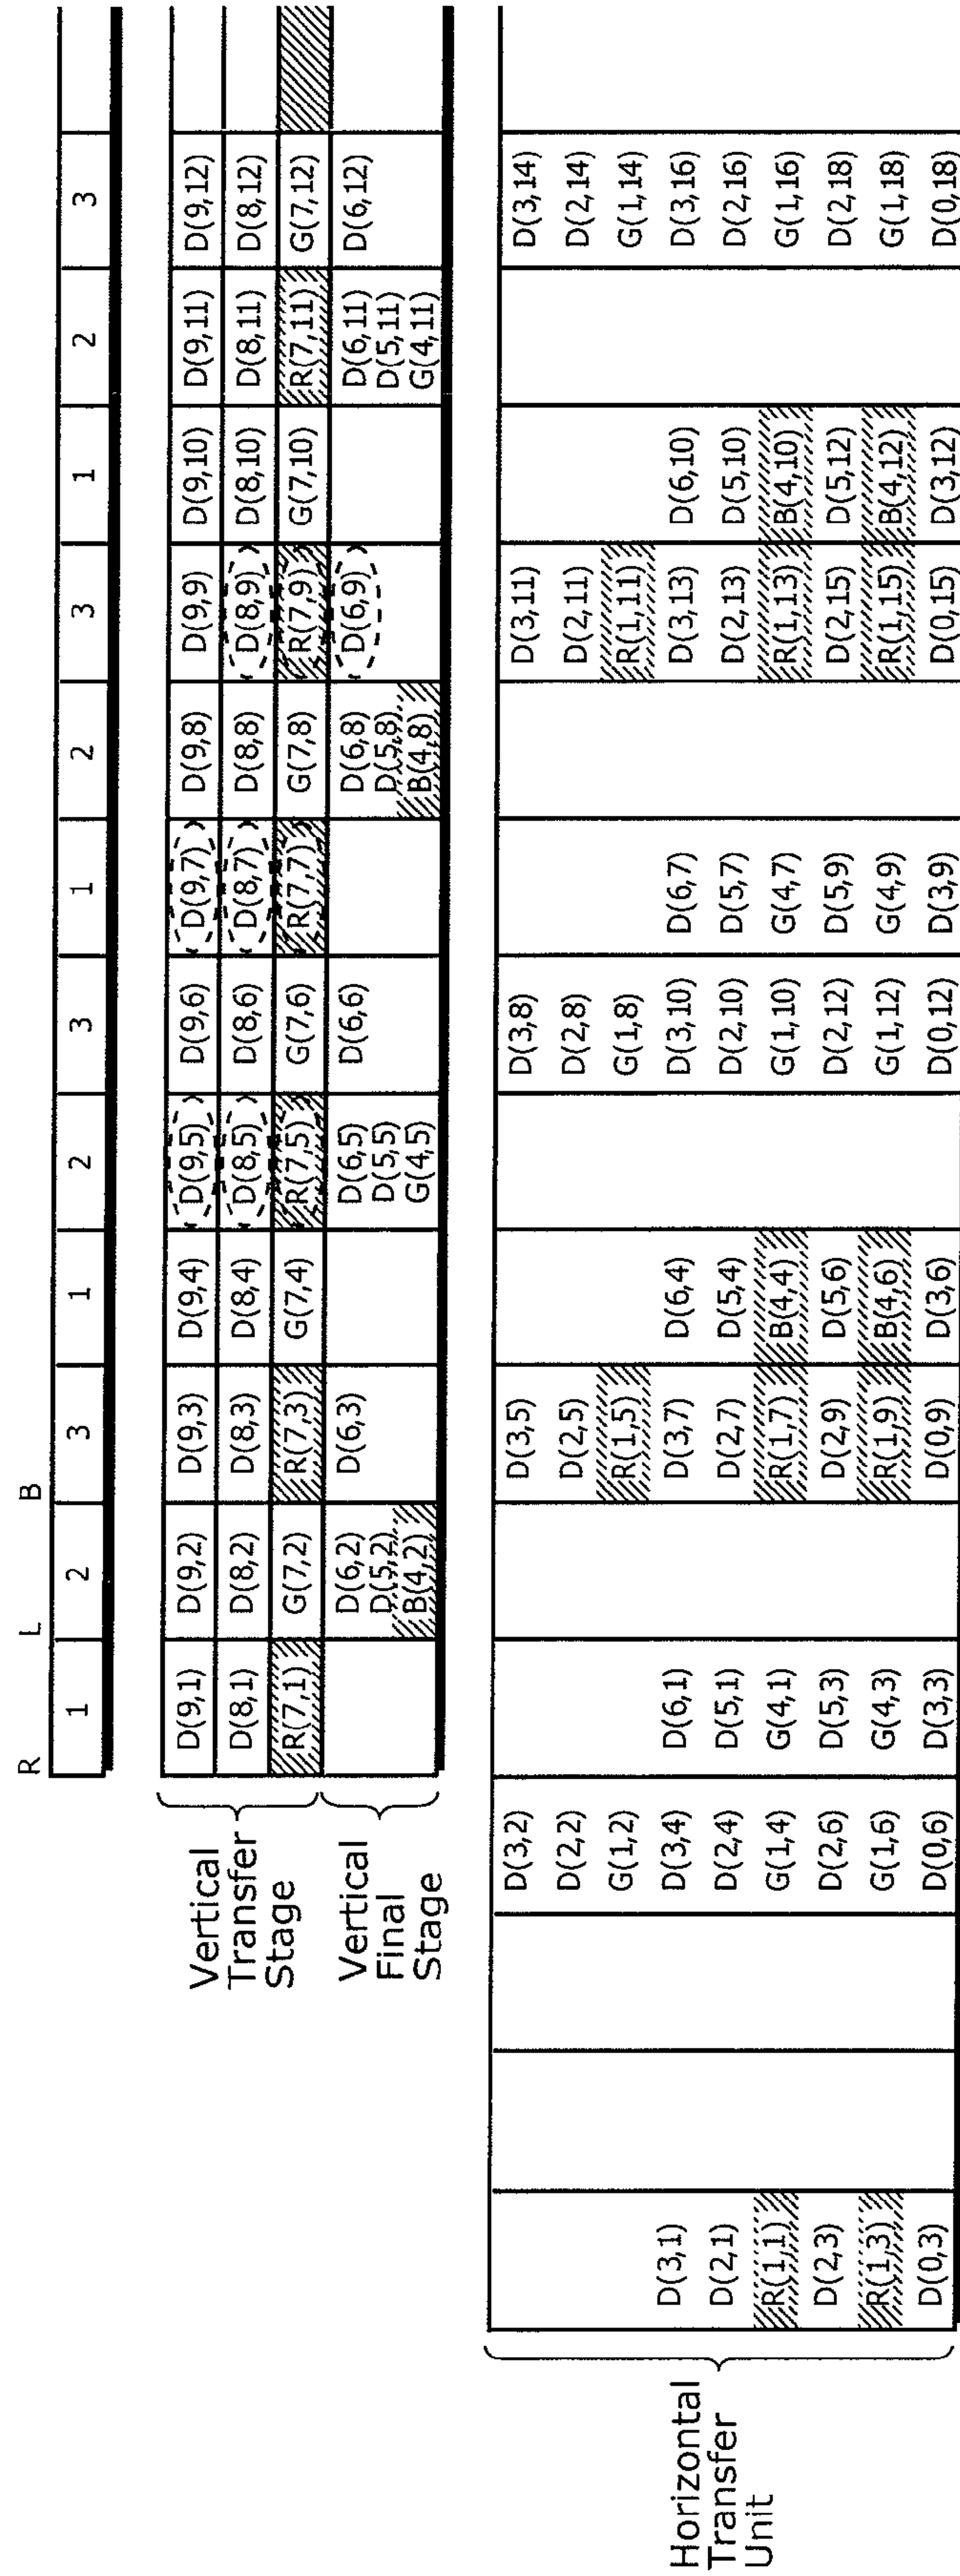 R L B
1 2 3 1 2 3 1 2 3 1 2 3
Vertical
Transfer
Stage
D(9,1) D(9,2) D(9,3) D(9,4) D(9,5) D(9,6) D(9,7) D(9,8) D(9,9) D(9,10) D(9,11) D(9,12)
D(8,1) D(8,2) D(8,3) D(8,4) D(8,5) D(8,6) D(8,7) D(8,8) D(8,9) D(8,10) D(8,11) D(8,12)
R(7,1) G(7,2) R(7,3) G(7,4) R(7,5) G(7,6) R(7,7) G(7,8) R(7,9) G(7,10) R(7,11) G(7,12)
Vertical
Final
Stage
D(6,2) D(6,3) D(6,5) D(6,6) D(6,8) D(6,9) D(6,11) D(6,12)
D(5,2) D(5,5) D(5,8) D(5,11)
B(4,2) G(4,5) B(4,8) G(4,11)
Horizontal
Transfer
Unit
D(3,2) D(3,5) D(3,8) D(3,11) D(3,14)
D(2,2) D(2,5) D(2,8) D(2,11) D(2,14)
G(1,2) R(1,5) G(1,8) R(1,11) G(1,14)
D(3,1) D(3,4) D(6,1) D(3,7) D(6,4) D(3,10) D(6,7) D(3,13) D(6,10) D(3,16)
D(2,1) D(2,4) D(5,1) D(2,7) D(5,4) D(2,10) D(5,7) D(2,13) D(5,10) D(2,16)
R(1,1) G(1,4) G(4,1) R(1,7) B(4,4) G(1,10) G(4,7) R(1,13) B(4,10) G(1,16)
D(2,3) D(2,6) D(5,3) D(2,9) D(5,6) D(2,12) D(5,9) D(2,15) D(5,12) D(2,18)
R(1,3) G(1,6) G(4,3) R(1,9) B(4,6) G(1,12) G(4,9) R(1,15) B(4,12) G(1,18)
D(0,3) D(0,6) D(3,3) D(0,9) D(3,6) D(0,12) D(3,9) D(0,15) D(3,12) D(0,18)